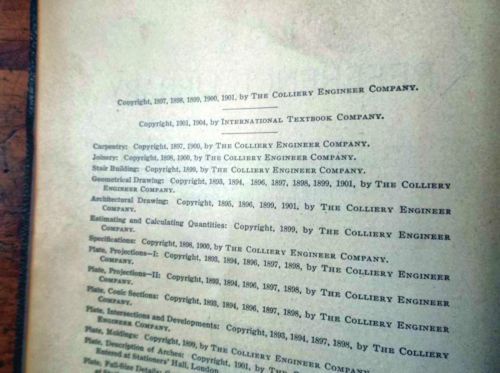 Copyright, 1897, 1898, 1899, 1900, 1901, by THE COLLIERY ENGINEER COMPANY.
Copyright, 1901, 1904, by INTERNATIONAL TEXTBOOK COMPANY.
Carpentry: Copyright, 1897, 1900, by THE COLLIERY ENGINEER COMPANY.
Joinery: Copyright, 1898, 1900, by THE COLLIERY ENGINEER COMPANY.
Stair Building: Copyright, 1899, by THE COLLIERY ENGINEER COMPANY.
Geometrical Drawing: Copyright, 1893, 1894, 1896, 1897, 1898, 1899, 1901, by THE COLLIERY
ENGINEER COMPANY.
Architectural Drawing: Copyright, 1895, 1896, 1899, 1901, by THE COLLIERY ENGINEER
COMPANY.
Estimating and Calculating Quantities: Copyright, 1899, by THE COLLIERY ENGINEER
COMPANY.
Specifications: Copyright, 1898, 1900, by THE COLLIERY ENGINEER COMPANY.
Plate, Projections—I: Copyright, 1893, 1894, 1896, 1897, 1898, by THE COLLIERY ENGINEER
COMPANY.
Plate, Projections—II: Copyright, 1893, 1894, 1896, 1897, 1898, by THE COLLIERY ENGINEER
COMPANY.
Plate, Conic Sections: Copyright, 1893, 1894, 1896, 1897, 1898, by THE COLLIERY ENGINEER
COMPANY.
Plate, Intersections and Developments: Copyright, 1893, 1894, 1897, 1898, by THE COLLIERY
ENGINEER COMPANY.
Plate, Moldings: Copyright, 1899, by THE COLLIERY ENGINEER COMPANY.
Plate, Description of Arches: Copyright, 1901, by THE COLLIERY ENGINEER
Entered at Stationers' Hall, London.
Plate, Full-Size Details: